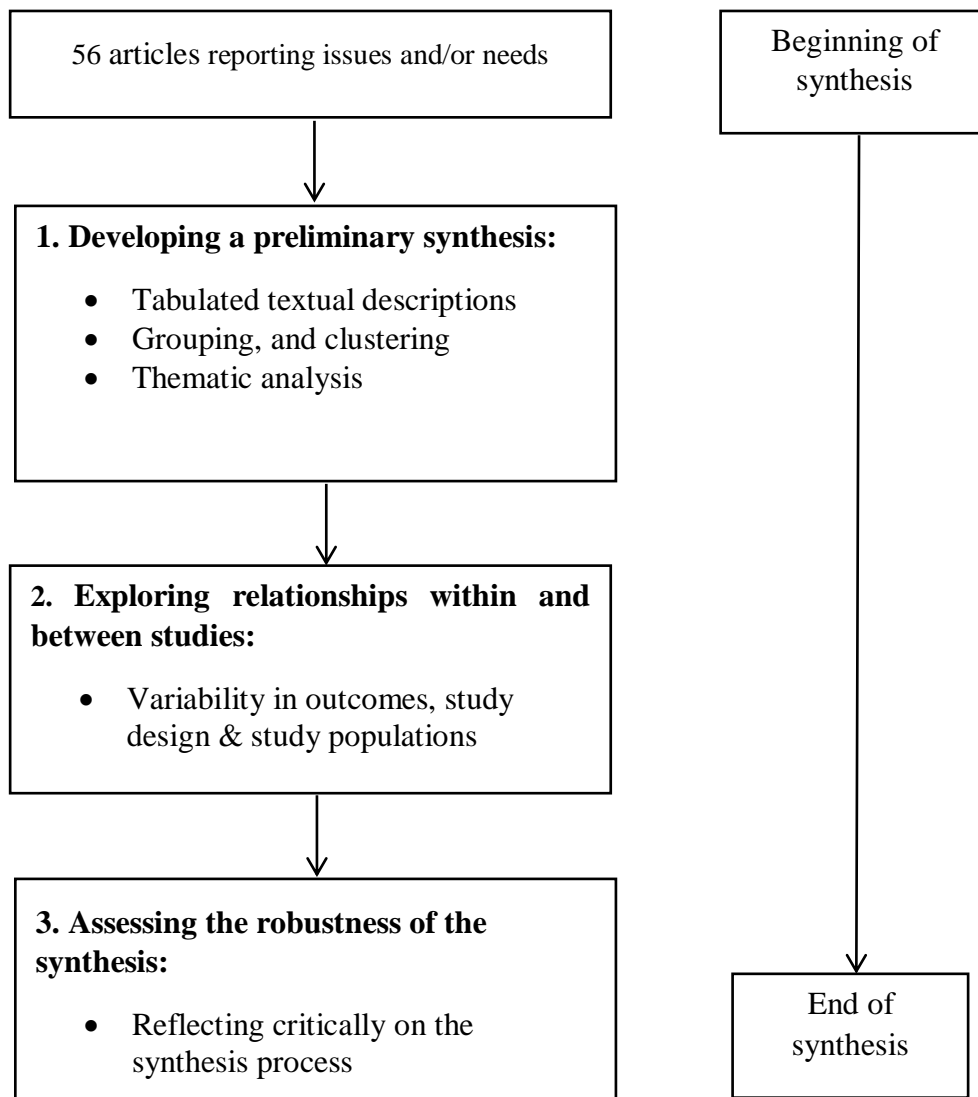 56 articles reporting issues and/or needs
Beginning of
synthesis
1. Developing a preliminary synthesis:
• Tabulated textual descriptions
• Grouping, and clustering
• Thematic analysis
2. Exploring relationships within and
between studies:
• Variability in outcomes, study
design & study populations
3. Assessing the robustness of the
synthesis:
• Reflecting critically on the
synthesis process
End of
synthesis